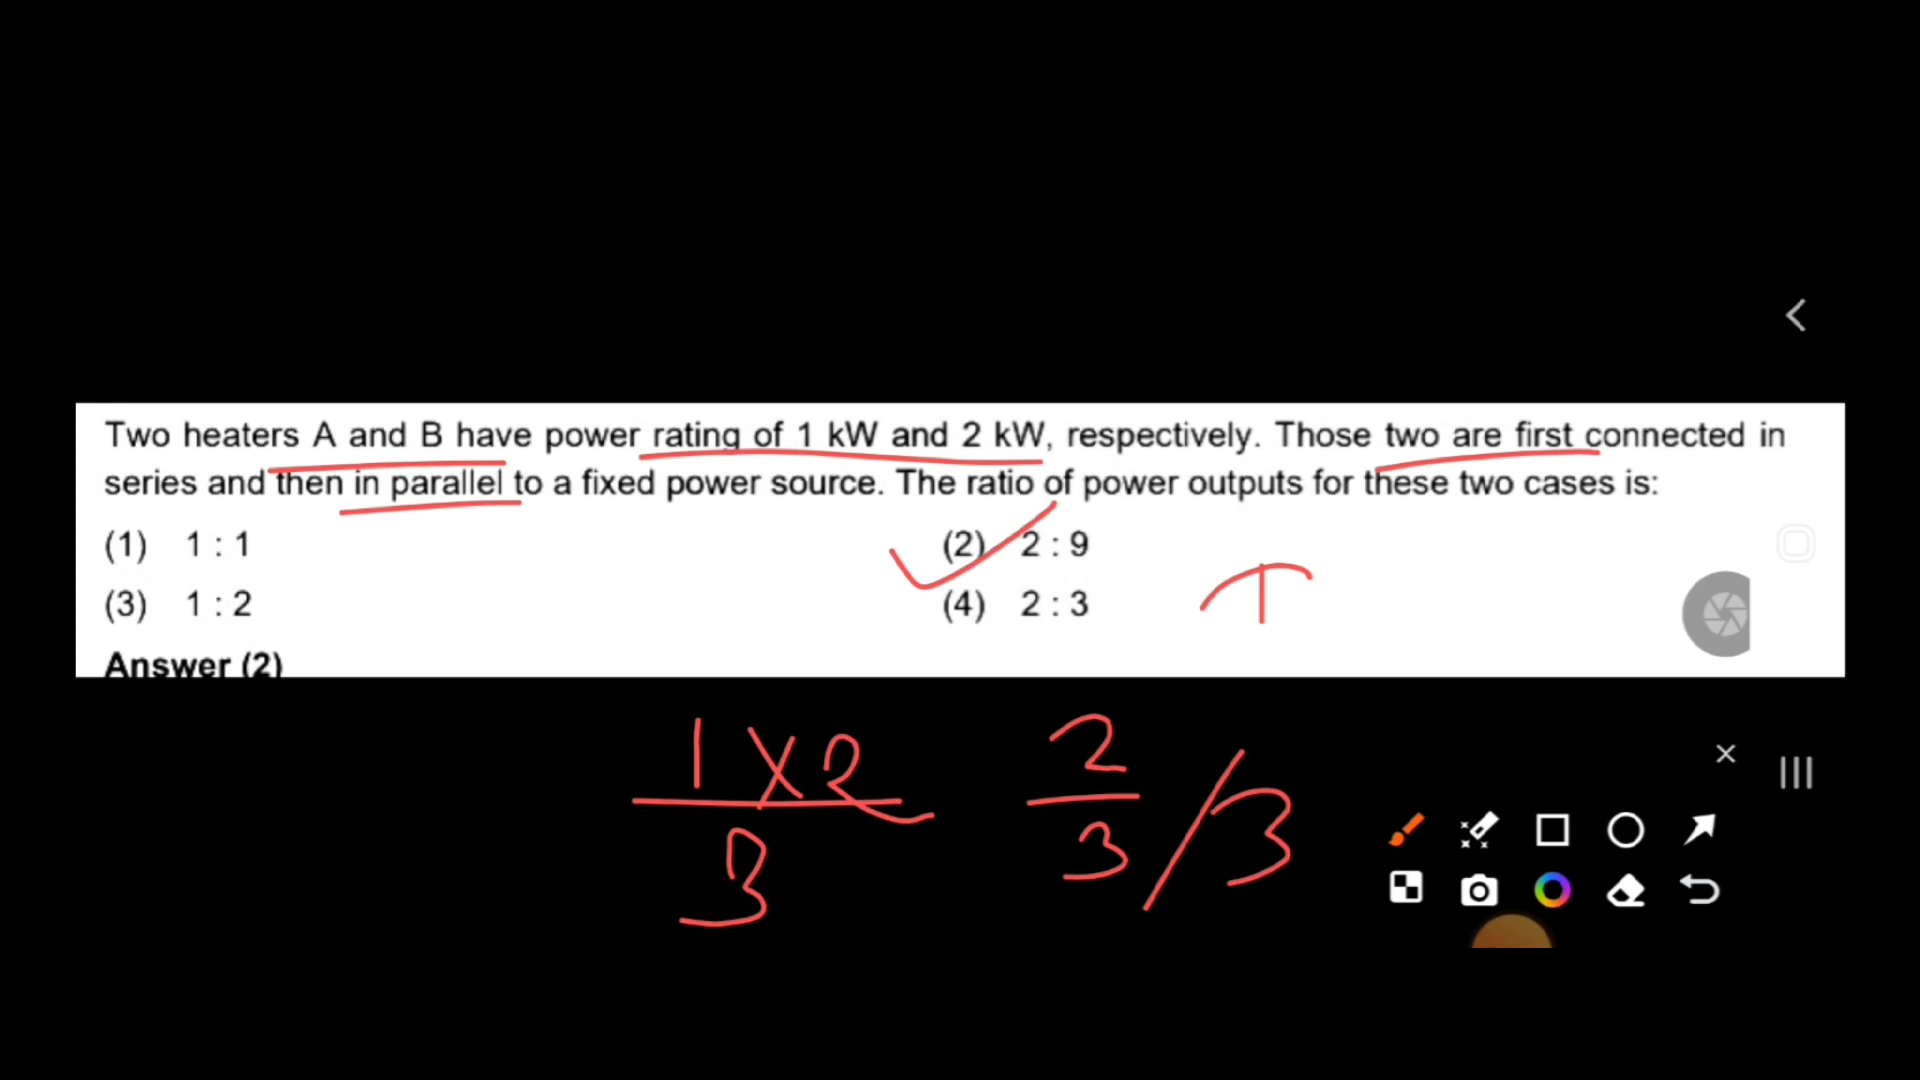 Two heaters A and B have power rating of 1 kW and 2 kW, respectively. Those two are first connected in
series and then in parallel to a fixed power source. The ratio of power outputs for these two cases is:
(1) 1 : 1 (2) 2 : 9
(3) 1 : 2 (4) 2 : 3
Answer (2)
1 × 2 2
3 3 / 3